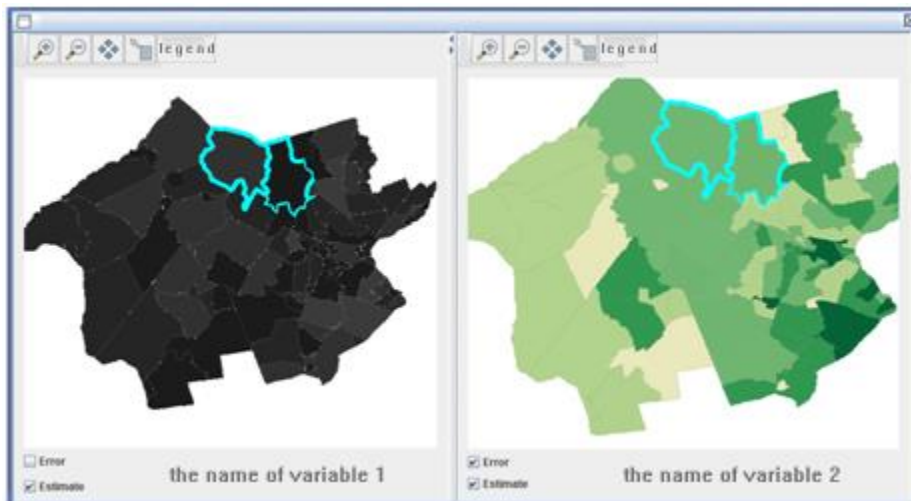 legend
legend
Error
Estimate
the name of variable 1
Error
Estimate
the name of variable 2